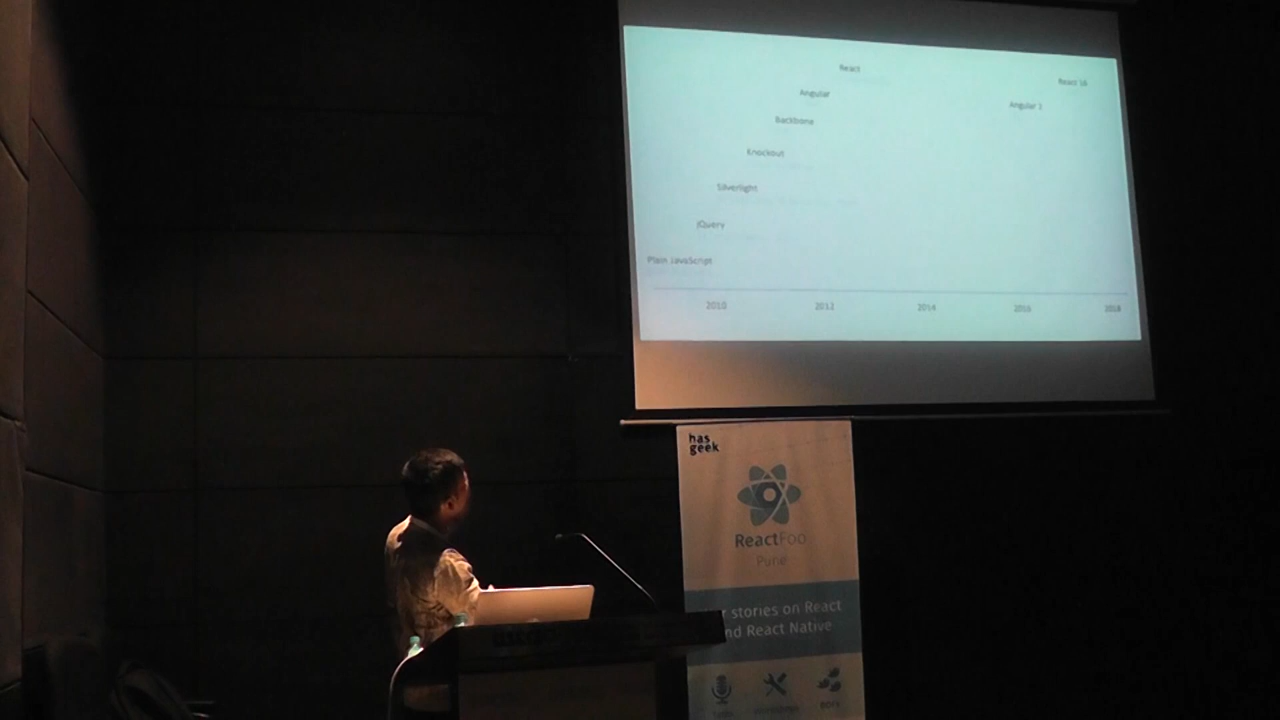 React
React 16
Angular
Angular 2
Backbone
Knockout
Silverlight
jQuery
Plain JavaScript
2010
2012
2014
2016
2018
has
geek
ReactFoo
Pune
stories on React
nd React Native